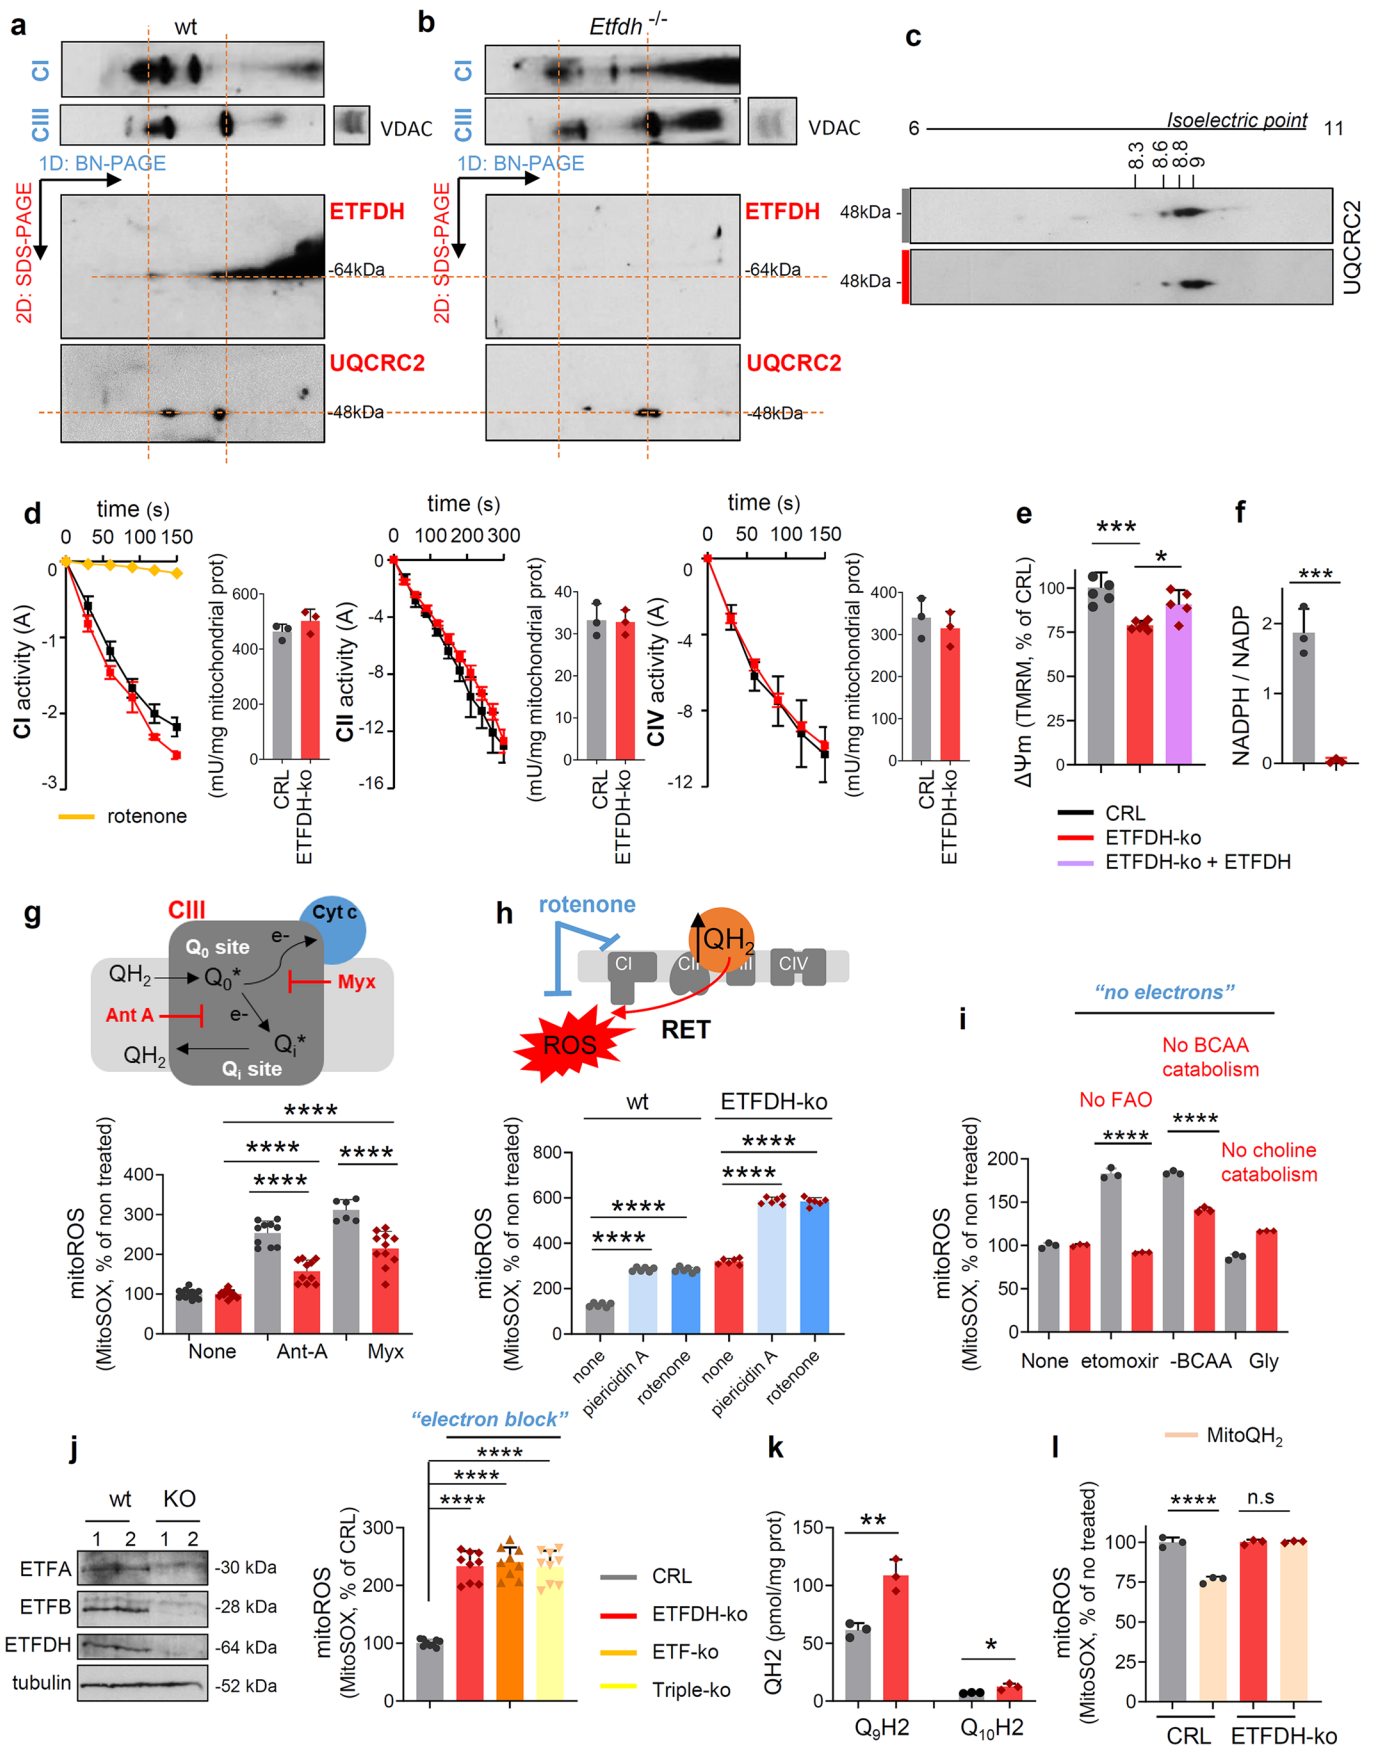 a
wt
CI
CIII
VDAC
1D: BN-PAGE
2D: SDS-PAGE
ETFDH
-64kDa
UQCRC2
-48kDa
b
Etfdh -/-
CI
CIII
VDAC
1D: BN-PAGE
2D: SDS-PAGE
ETFDH
-64kDa
UQCRC2
-48kDa
c
Isoelectric point
6
11
8.3
8.6
8.8
9
48kDa -
48kDa -
UQCRC2
d
time (s)
0 50 100 150
0
-1
-2
-3
CI activity (A)
rotenone
(mU/mg mitochondrial prot)
600
400
200
0
CRL
ETFDH-ko
time (s)
0 100 200 300
0
-4
-8
-12
-16
CII activity (A)
(mU/mg mitochondrial prot)
40
30
20
10
0
CRL
ETFDH-ko
time (s)
0 50 100 150
0
-4
-8
-12
CIV activity (A)
(mU/mg mitochondrial prot)
400
300
200
100
0
CRL
ETFDH-ko
e
***
*
ΔΨm (TMRM, % of CRL)
100
75
50
25
0
f
***
NADPH / NADP
2
1
0
CRL
ETFDH-ko
ETFDH-ko + ETFDH
g
CIII
Cyt c
Q0 site
e-
QH2
Q0*
Myx
Ant A
e-
Qi*
QH2
Qi site
****
****
****
****
mitoROS
(MitoSOX, % of non treated)
400
300
200
100
0
None Ant-A Myx
h
rotenone
QH2
CI
CII
III
CIV
RET
ROS
wt
ETFDH-ko
****
****
****
****
mitoROS
(MitoSOX, % of non treated)
800
600
400
200
0
none
piericidin A
rotenone
none
piericidin A
rotenone
i
“no electrons”
No BCAA
catabolism
No FAO
****
****
No choline
catabolism
mitoROS
(MitoSOX, % of non treated)
200
150
100
50
0
None etomoxir -BCAA Gly
j
wt KO
1 2 1 2
ETFA
-30 kDa
ETFB
-28 kDa
ETFDH
-64 kDa
tubulin
-52 kDa
“electron block”
****
****
****
mitoROS
(MitoSOX, % of CRL)
300
200
100
0
CRL
ETFDH-ko
ETF-ko
Triple-ko
k
**
*
QH2 (pmol/mg prot)
150
100
50
0
Q9H2 Q10H2
l
MitoQH2
****
n.s
mitoROS
(MitoSOX, % of no treated)
100
75
50
25
0
CRL ETFDH-ko